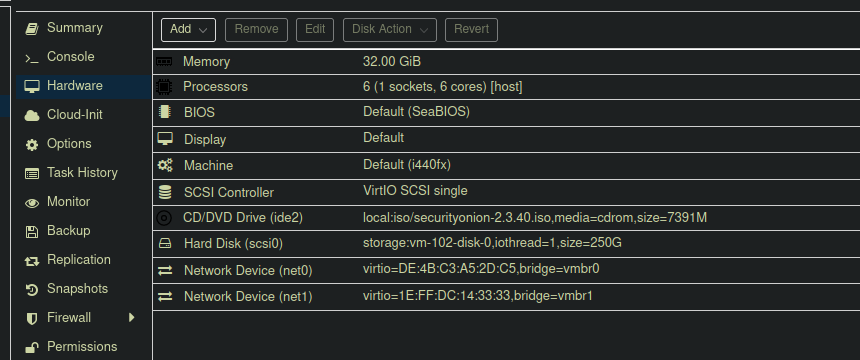 Summary
Console
Hardware
Cloud-Init
Options
Task History
Monitor
Backup
Replication
Snapshots
Firewall
Permissions
Add Remove Edit Disk Action Revert
Memory 32.00 GiB
Processors 6 (1 sockets, 6 cores) [host]
BIOS Default (SeaBIOS)
Display Default
Machine Default (i440fx)
SCSI Controller VirtIO SCSI single
CD/DVD Drive (ide2) local:iso/securityonion-2.3.40.iso,media=cdrom,size=7391M
Hard Disk (scsi0) storage:vm-102-disk-0,iothread=1,size=250G
Network Device (net0) virtio=DE:4B:C3:A5:2D:C5,bridge=vmbr0
Network Device (net1) virtio=1E:FF:DC:14:33:33,bridge=vmbr1